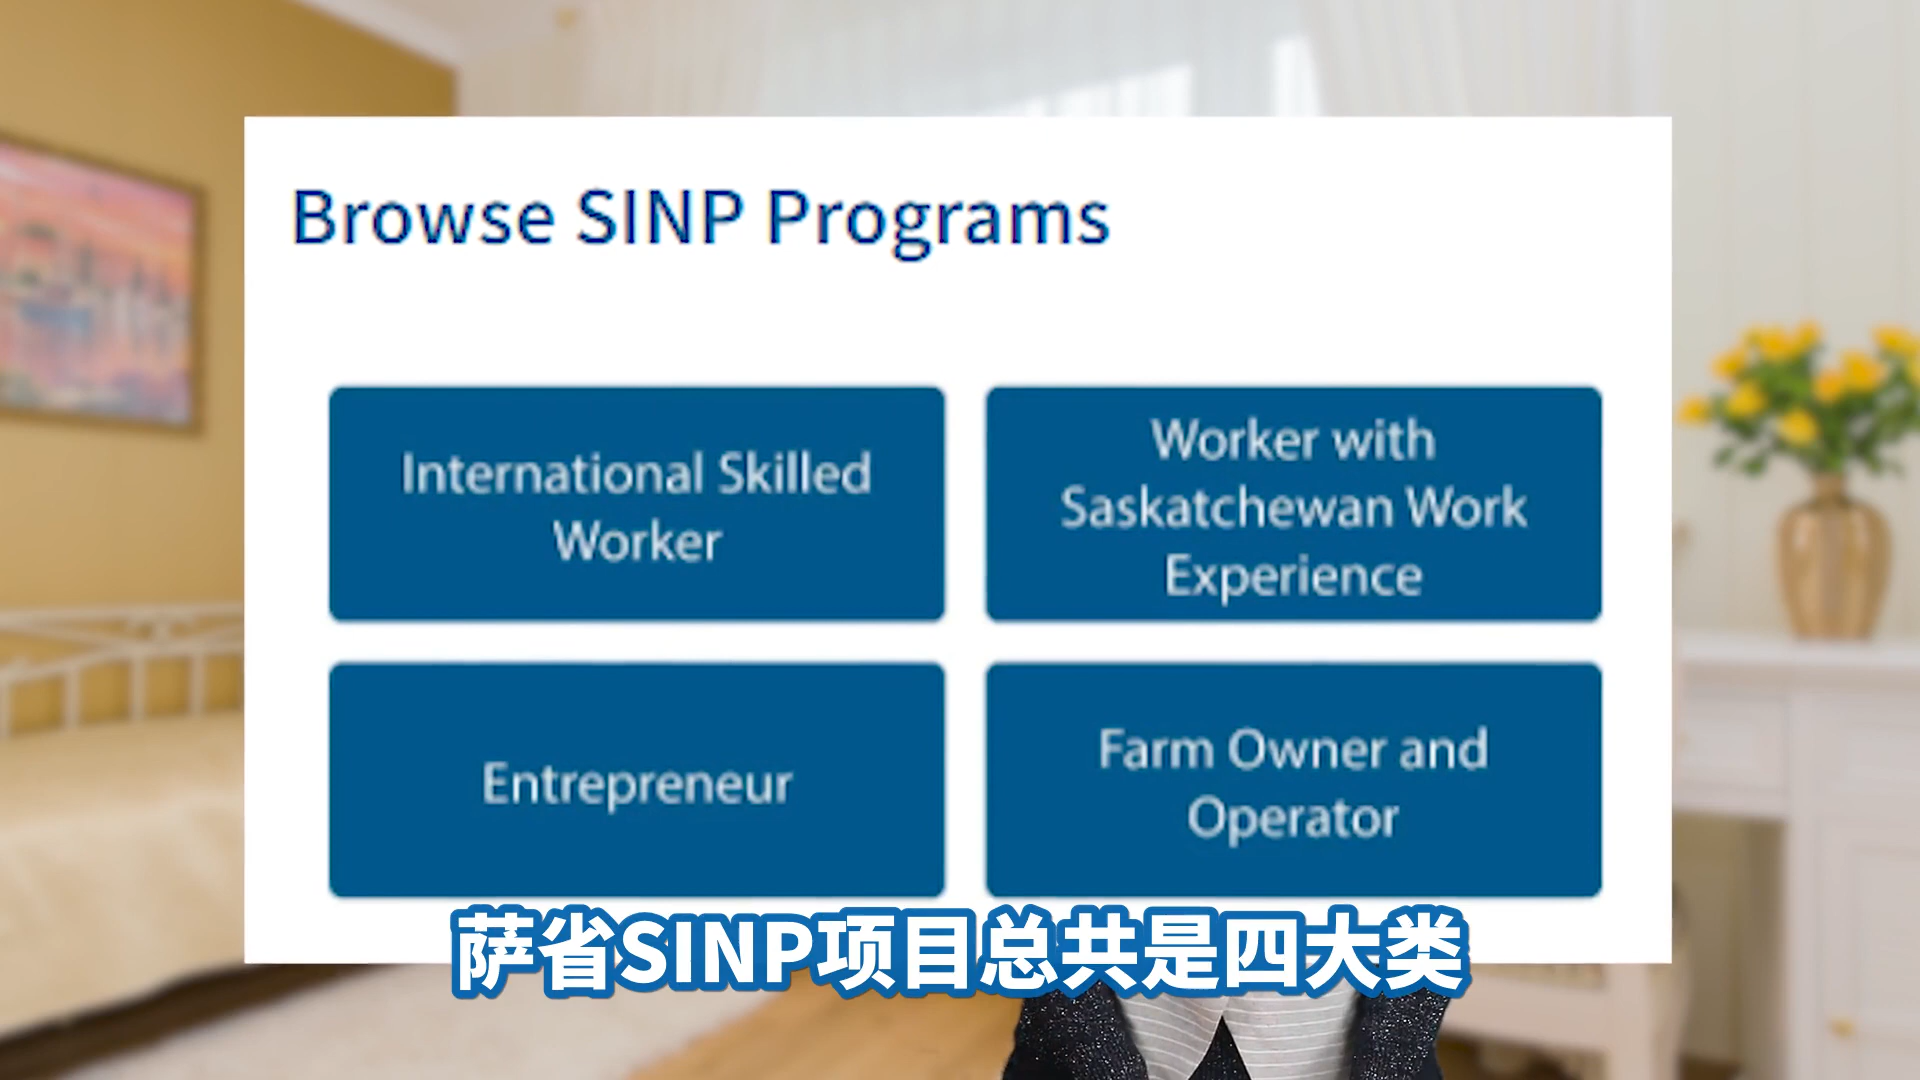 Browse SINP Programs
International Skilled
Worker
Worker with
Saskatchewan Work
Experience
Entrepreneur
Farm Owner and
Operator
萨省SINP项目总共是四大类